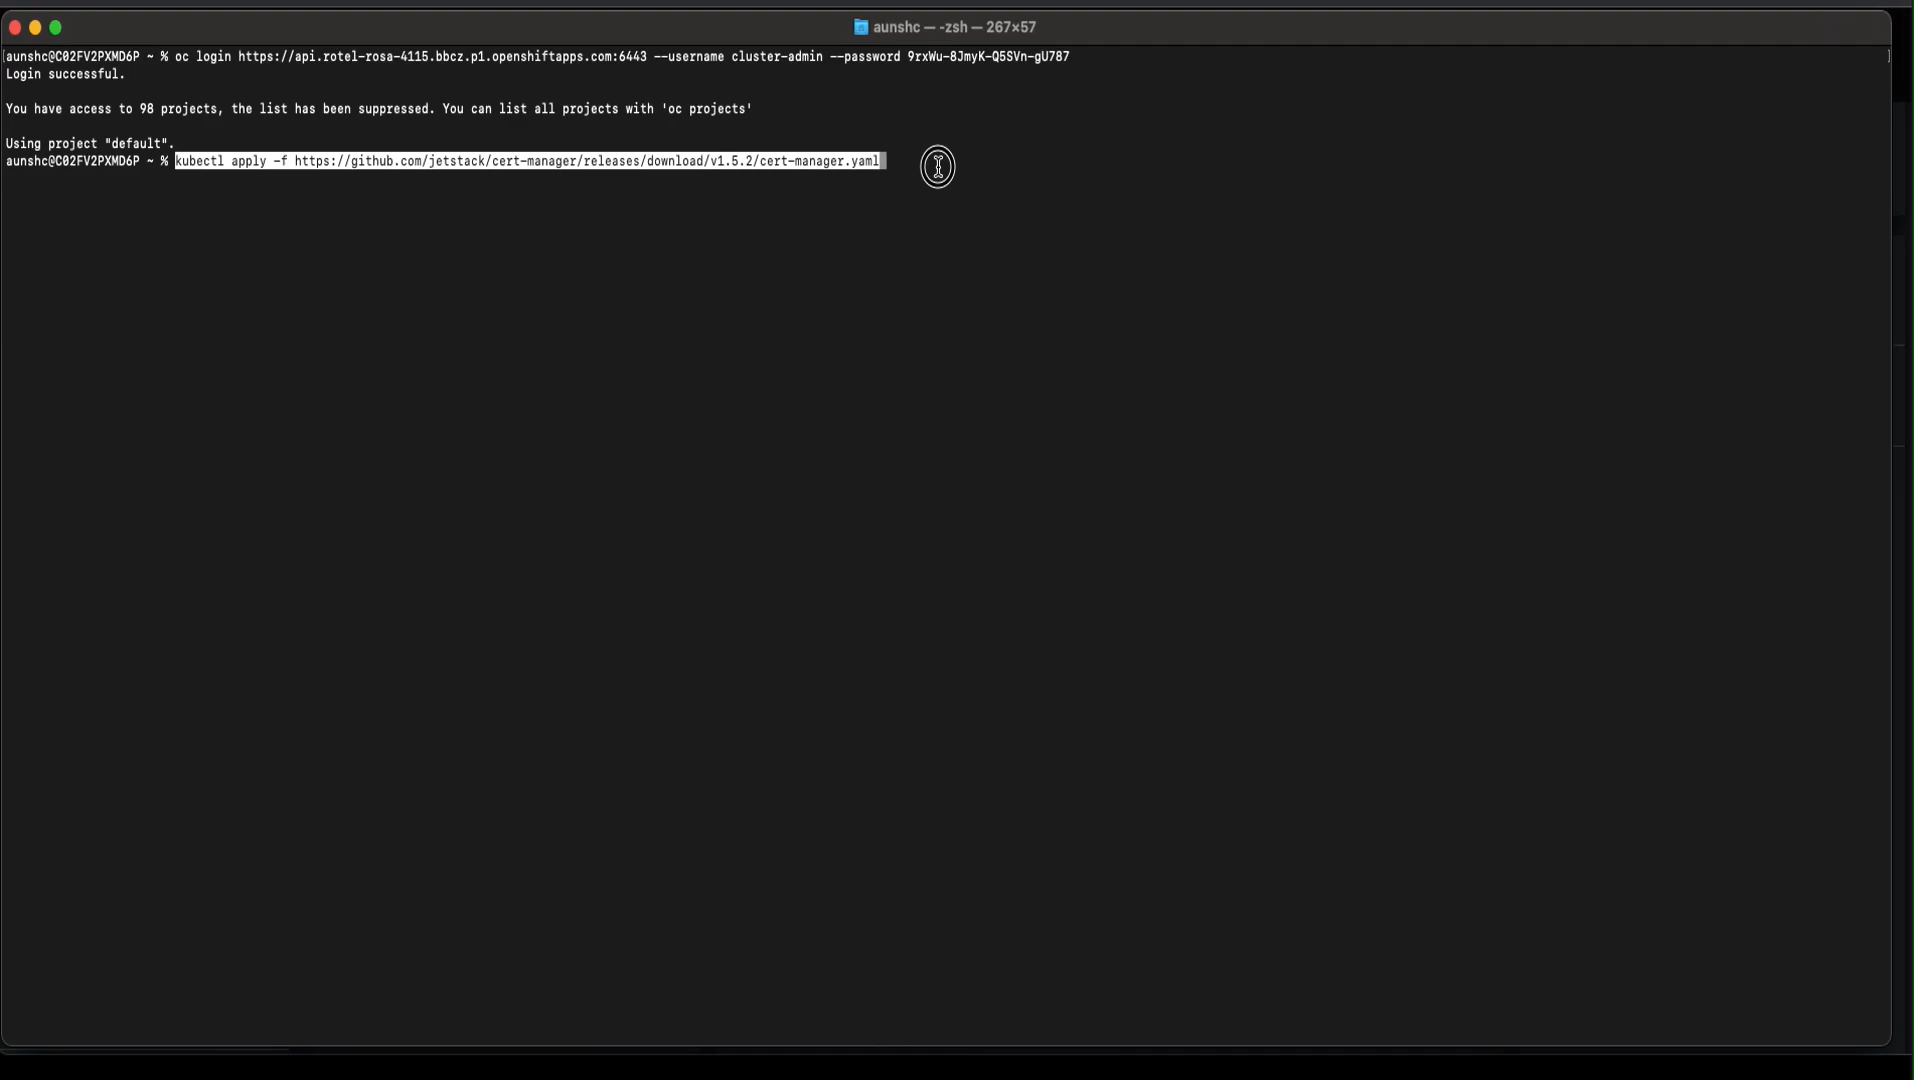 aunshc — -zsh — 267×57
aunshc@C02FV2PXMD6P ~ % oc login https://api.rotel-rosa-4115.bbcz.p1.openshiftapps.com:6443 --username cluster-admin --password 9rxWu-8JmyK-Q5SVn-gU787
Login successful.
You have access to 98 projects, the list has been suppressed. You can list all projects with 'oc projects'
Using project "default".
aunshc@C02FV2PXMD6P ~ % kubectl apply -f https://github.com/jetstack/cert-manager/releases/download/v1.5.2/cert-manager.yaml